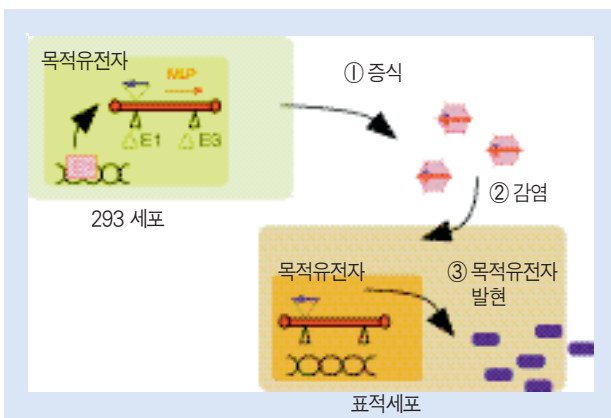 목적유전자
MLP
① 증식
△E1 △E3
② 감염
293 세포
목적유전자
③ 목적유전자
발현
표적세포